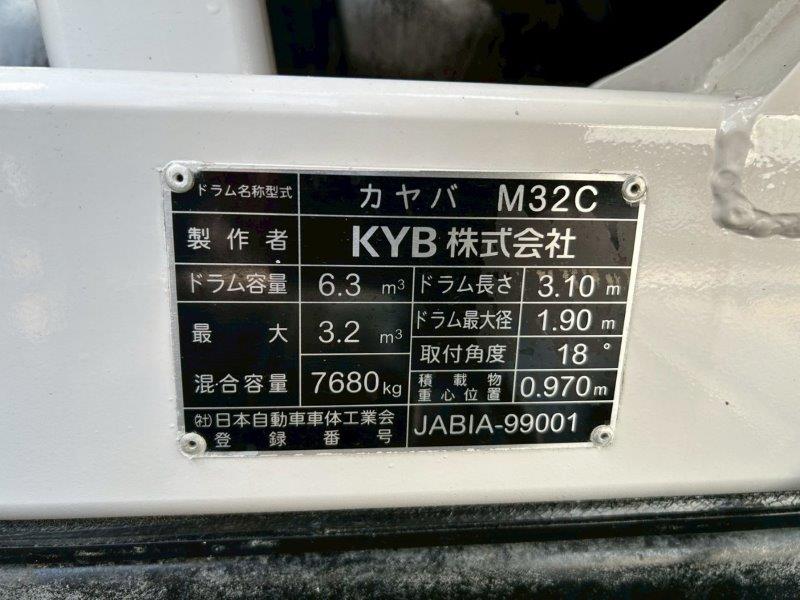 ドラム名称型式 カヤバ M32C
製作者 KYB株式会社
ドラム容量 6.3 m³ ドラム長さ 3.10 m
最大混合容量 3.2 m³ ドラム最大径 1.90 m
取付角度 18°
7680kg 積載物重心位置 0.970m
(社)日本自動車車体工業会
登録番号 JABIA-99001